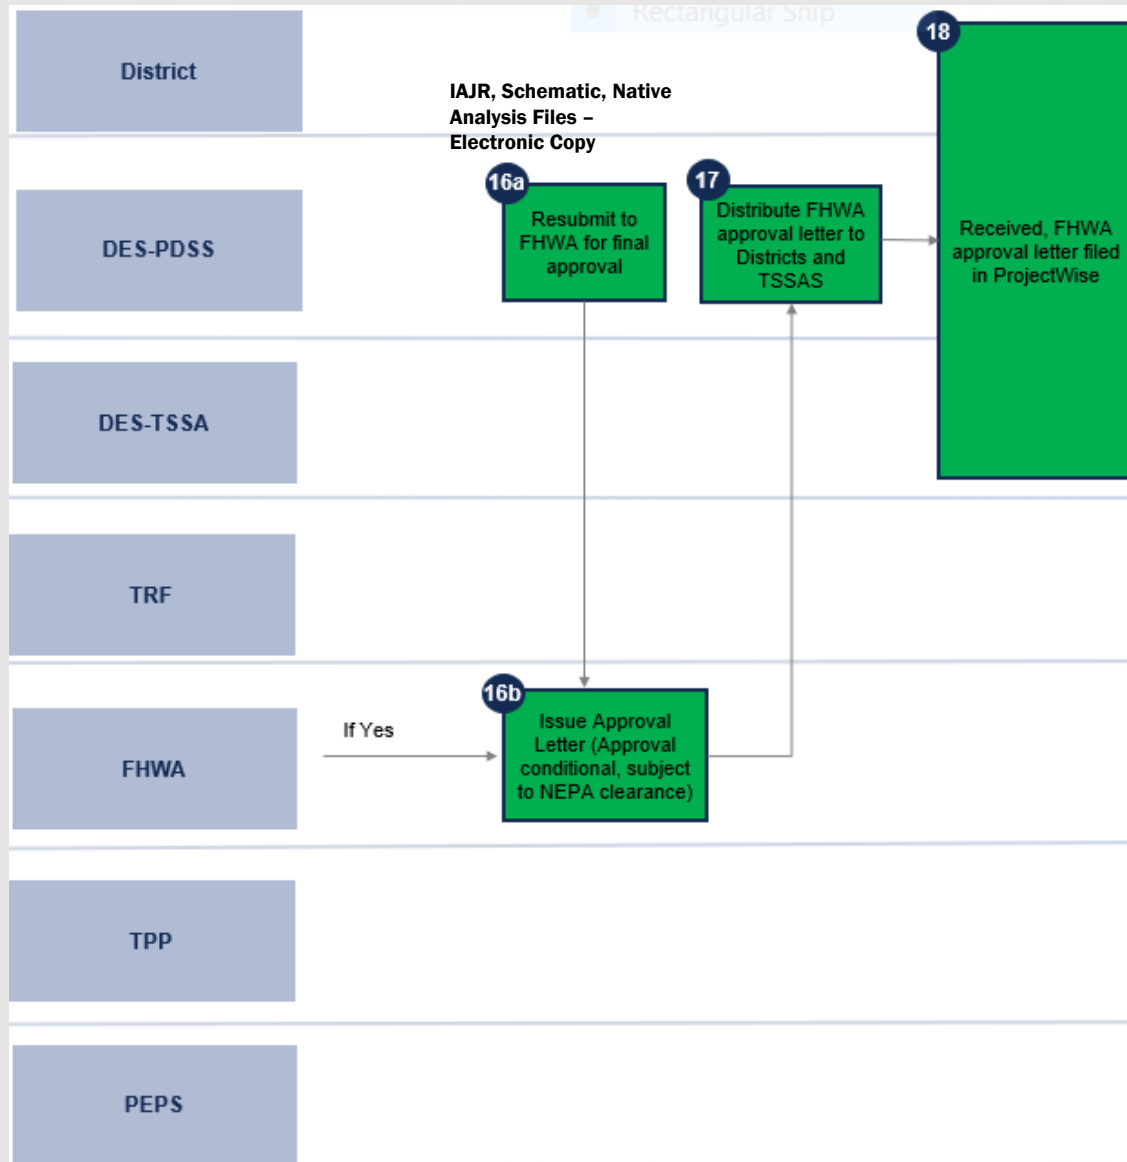 Rectangular Snip
District
IAJR, Schematic, Native
Analysis Files –
Electronic Copy
18
Received, FHWA
approval letter filed
in ProjectWise
DES-PDSS
16a
Resubmit to
FHWA for final
approval
17
Distribute FHWA
approval letter to
Districts and
TSSAS
DES-TSSA
TRF
FHWA
If Yes
16b
Issue Approval
Letter (Approval
conditional, subject
to NEPA clearance)
TPP
PEPS